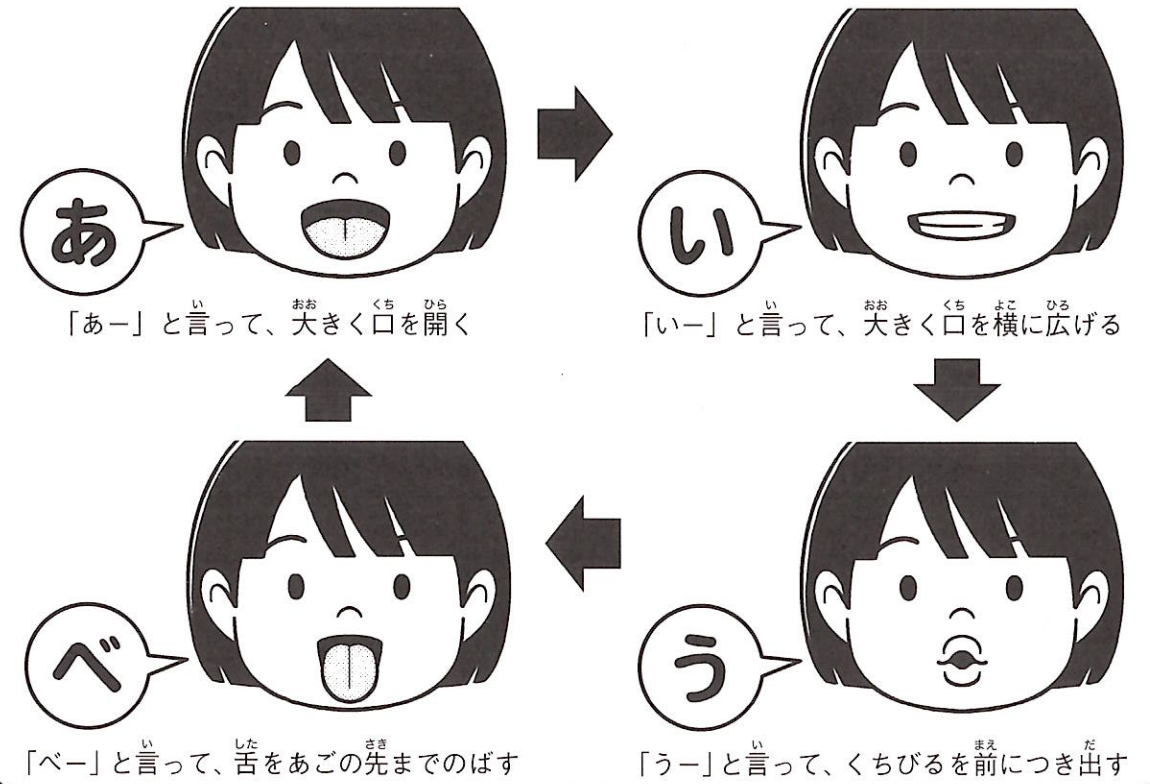 あ
「あー」と言って、大きく口を開く
い
「いー」と言って、大きく口を横に広げる
う
「うー」と言って、くちびるを前につき出す
べ
「べー」と言って、舌をあごの先までのばす